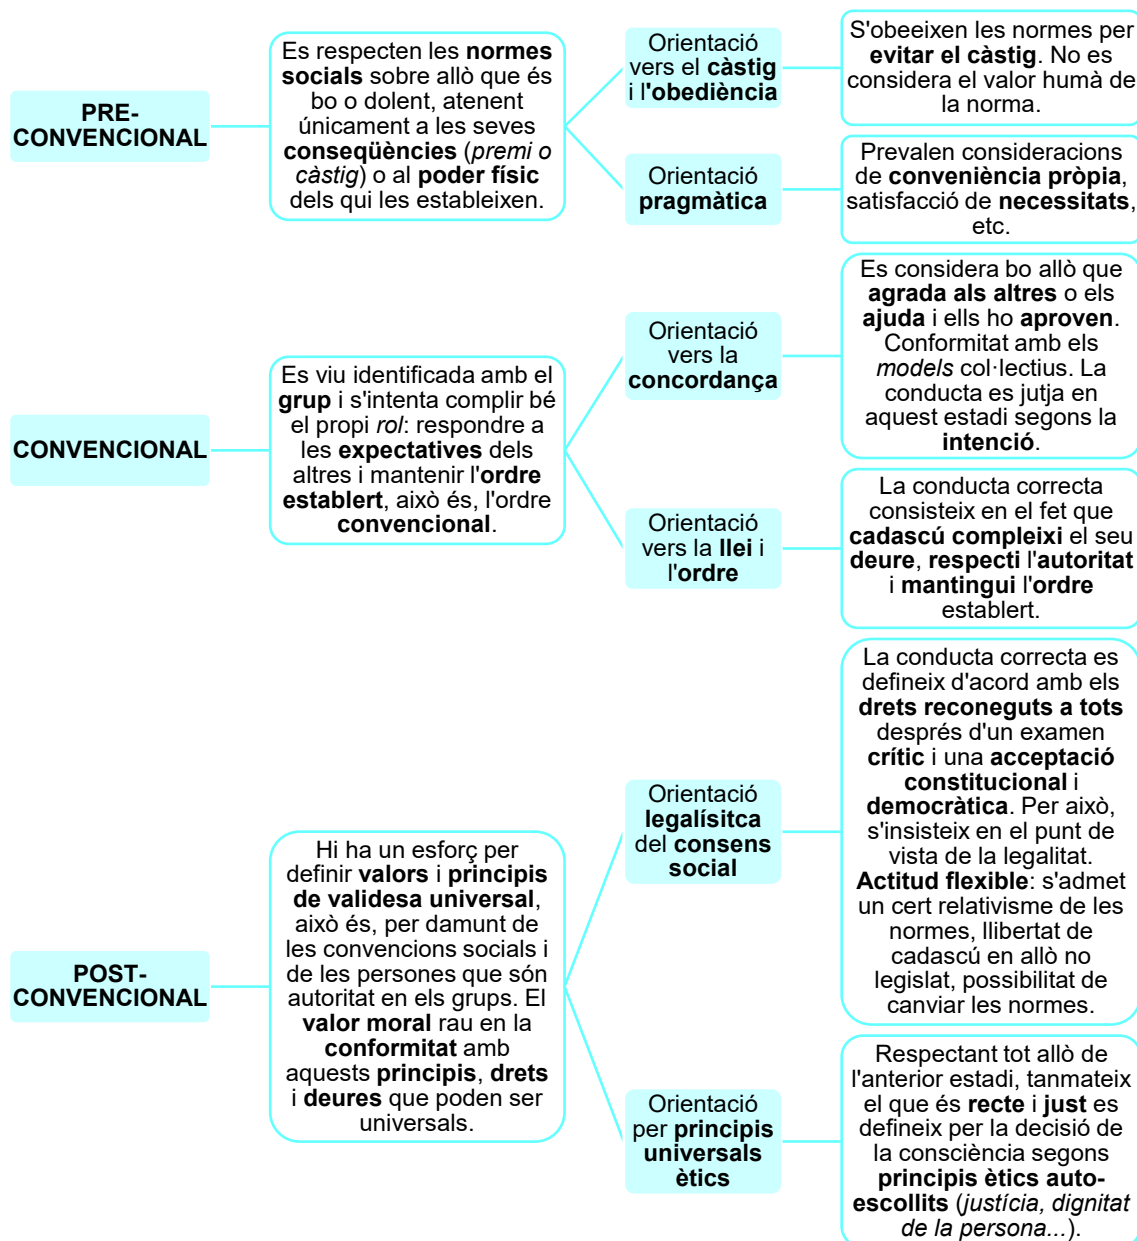 PRE-
CONVENCIONAL
Es respecten les normes
socials sobre allò que és
bo o dolent, atenent
únicament a les seves
conseqüències (premi o
càstig) o al poder físic
dels qui les estableixen.
Orientació
vers el càstig
i l'obediència
S'obeeixen les normes per
evitar el càstig. No es
considera el valor humà de
la norma.
Orientació
pragmàtica
Prevalen consideracions
de conveniència pròpia,
satisfacció de necessitats,
etc.
CONVENCIONAL
Es viu identificada amb el
grup i s'intenta complir bé
el propi rol: respondre a
les expectatives dels
altres i mantenir l'ordre
establert, això és, l'ordre
convencional.
Orientació
vers la
concordança
Es considera bo allò que
agrada als altres o els
ajuda i ells ho aproven.
Conformitat amb els
models col·lectius. La
conducta es jutja en
aquest estadi segons la
intenció.
Orientació
vers la llei i
l'ordre
La conducta correcta
consisteix en el fet que
cadascú compleixi el seu
deure, respecti l'autoritat
i mantingui l'ordre
establert.
POST-
CONVENCIONAL
Hi ha un esforç per
definir valors i principis
de validesa universal,
això és, per damunt de
les convencions socials i
de les persones que són
autoritat en els grups. El
valor moral rau en la
conformitat amb
aquests principis, drets
i deures que poden ser
universals.
Orientació
legalísitca
del consens
social
La conducta correcta es
defineix d'acord amb els
drets reconeguts a tots
després d'un examen
crític i una acceptació
constitucional i
democràtica. Per això,
s'insisteix en el punt de
vista de la legalitat.
Actitud flexible: s'admet
un cert relativisme de les
normes, llibertat de
cadascú en allò no
legislat, possibilitat de
canviar les normes.
Orientació
per principis
universals
ètics
Respectant tot allò de
l'anterior estadi, tanmateix
el que és recte i just es
defineix per la decisió de
la consciència segons
principis ètics auto-
escollits (justícia, dignitat
de la persona...).